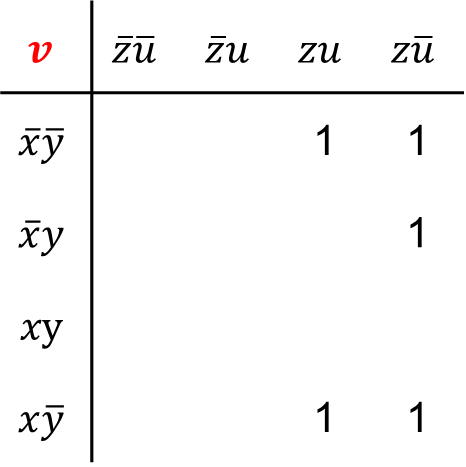 v z̄ū z̄u zu zū
x̄ȳ 1 1
x̄y 1
xy
xȳ 1 1